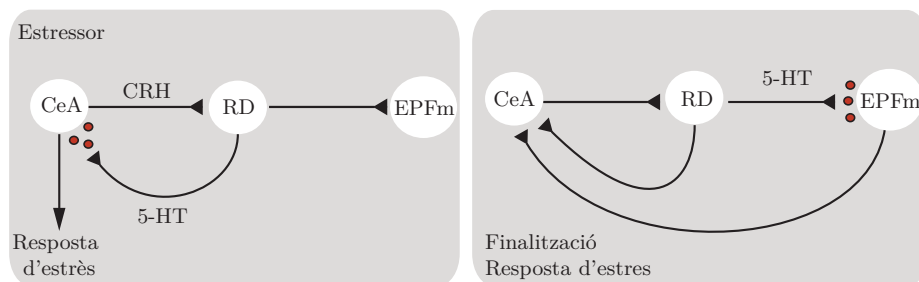 Estressor
CeA
CRH
RD
EPFm
5-HT
Resposta
d'estrès
5-HT
CeA
RD
EPFm
Finalització
Resposta d'estres